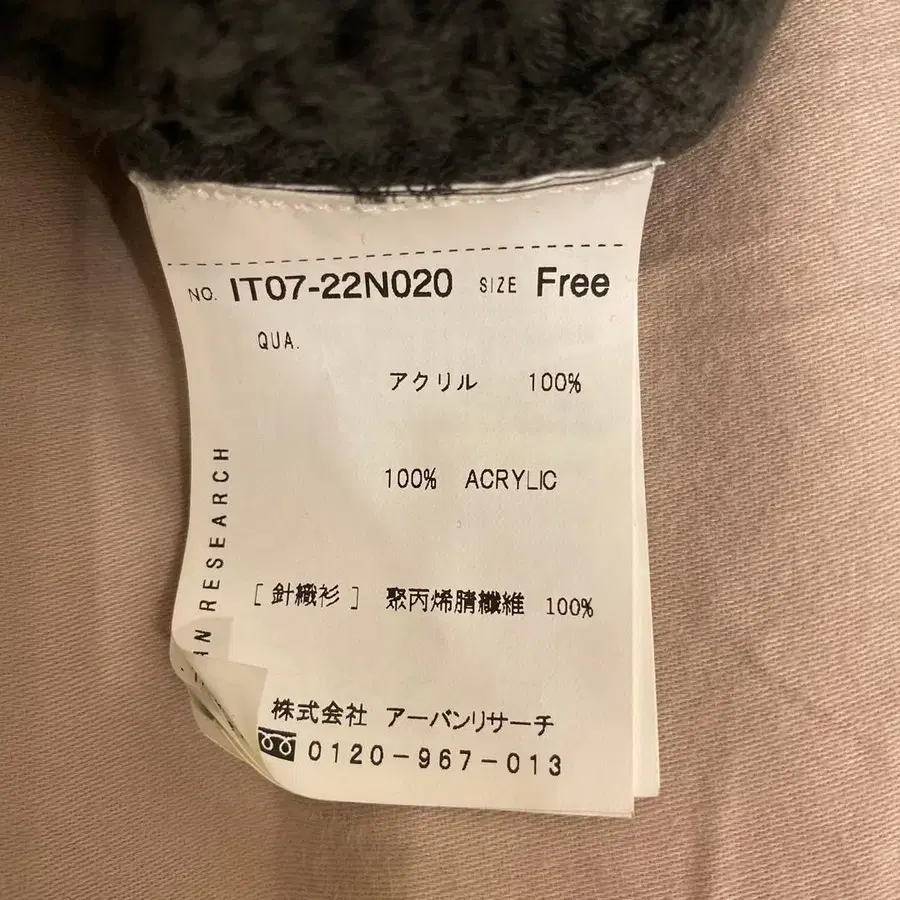 NO. IT07-22N020 SIZE Free
QUA.
アクリル 100%
100% ACRYLIC
[ 針織衫 ] 聚丙烯腈纖維 100%
RESEARCH
株式会社 アーバンリサーチ
0120-967-013